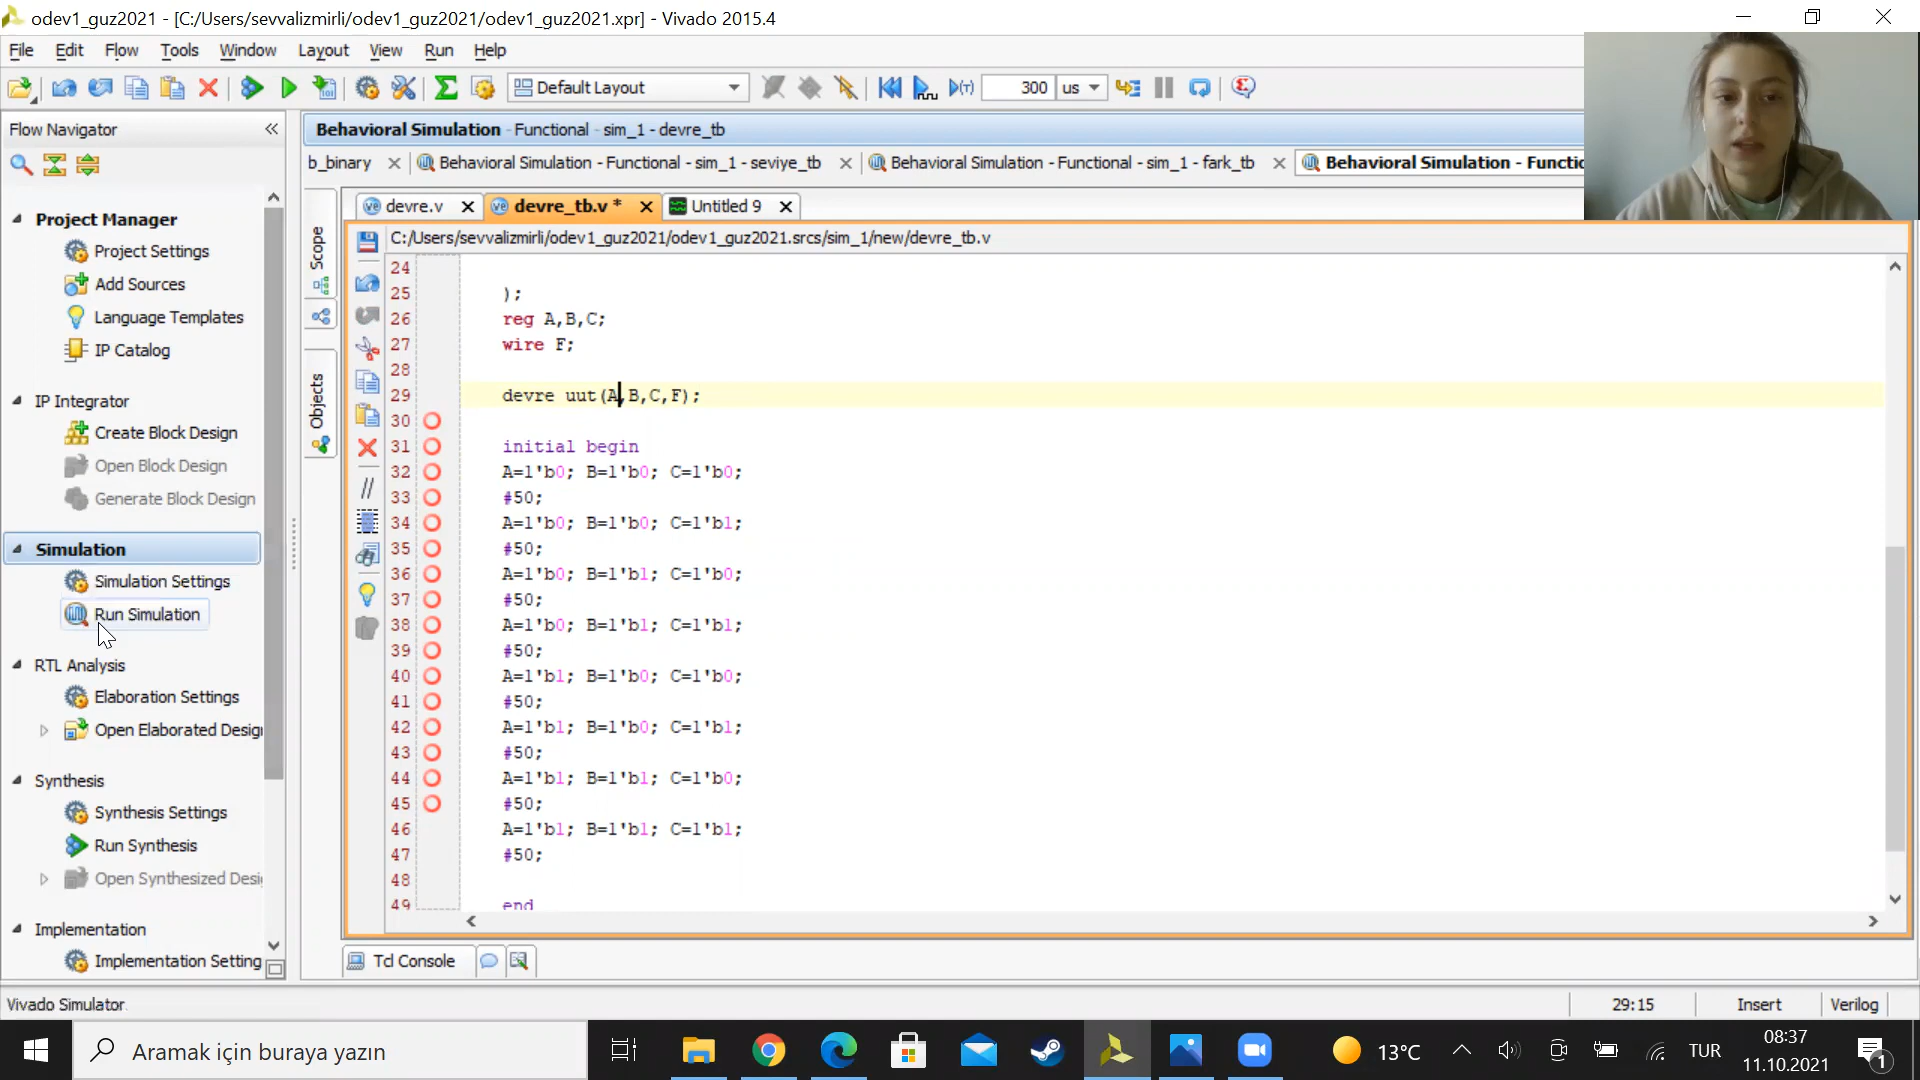 odev1_guz2021 - [C:/Users/sevvalizmirli/odev1_guz2021/odev1_guz2021.xpr] - Vivado 2015.4
File Edit Flow Tools Window Layout View Run Help
Default Layout 300 us
Flow Navigator
Behavioral Simulation - Functional - sim_1 - devre_tb
b_binary Behavioral Simulation - Functional - sim_1 - seviye_tb Behavioral Simulation - Functional - sim_1 - fark_tb Behavioral Simulation - Functio
devre.v devre_tb.v * Untitled 9
C:/Users/sevvalizmirli/odev1_guz2021/odev1_guz2021.srcs/sim_1/new/devre_tb.v
Project Manager
Project Settings
Add Sources
Language Templates
IP Catalog
IP Integrator
Create Block Design
Open Block Design
Generate Block Design
Simulation
Simulation Settings
Run Simulation
RTL Analysis
Elaboration Settings
Open Elaborated Desig
Synthesis
Synthesis Settings
Run Synthesis
Open Synthesized Desi
Implementation
Implementation Setting
Scope
Objects
24
25 );
26 reg A,B,C;
27 wire F;
28
29 devre uut(A,B,C,F);
30
31 initial begin
32 A=1'b0; B=1'b0; C=1'b0;
33 #50;
34 A=1'b0; B=1'b0; C=1'b1;
35 #50;
36 A=1'b0; B=1'b1; C=1'b0;
37 #50;
38 A=1'b0; B=1'b1; C=1'b1;
39 #50;
40 A=1'b1; B=1'b0; C=1'b0;
41 #50;
42 A=1'b1; B=1'b0; C=1'b1;
43 #50;
44 A=1'b1; B=1'b1; C=1'b0;
45 #50;
46 A=1'b1; B=1'b1; C=1'b1;
47 #50;
48
49 end
Tcl Console
Vivado Simulator 29:15 Insert Verilog
Aramak için buraya yazın 13°C TUR 08:37
11.10.2021
1